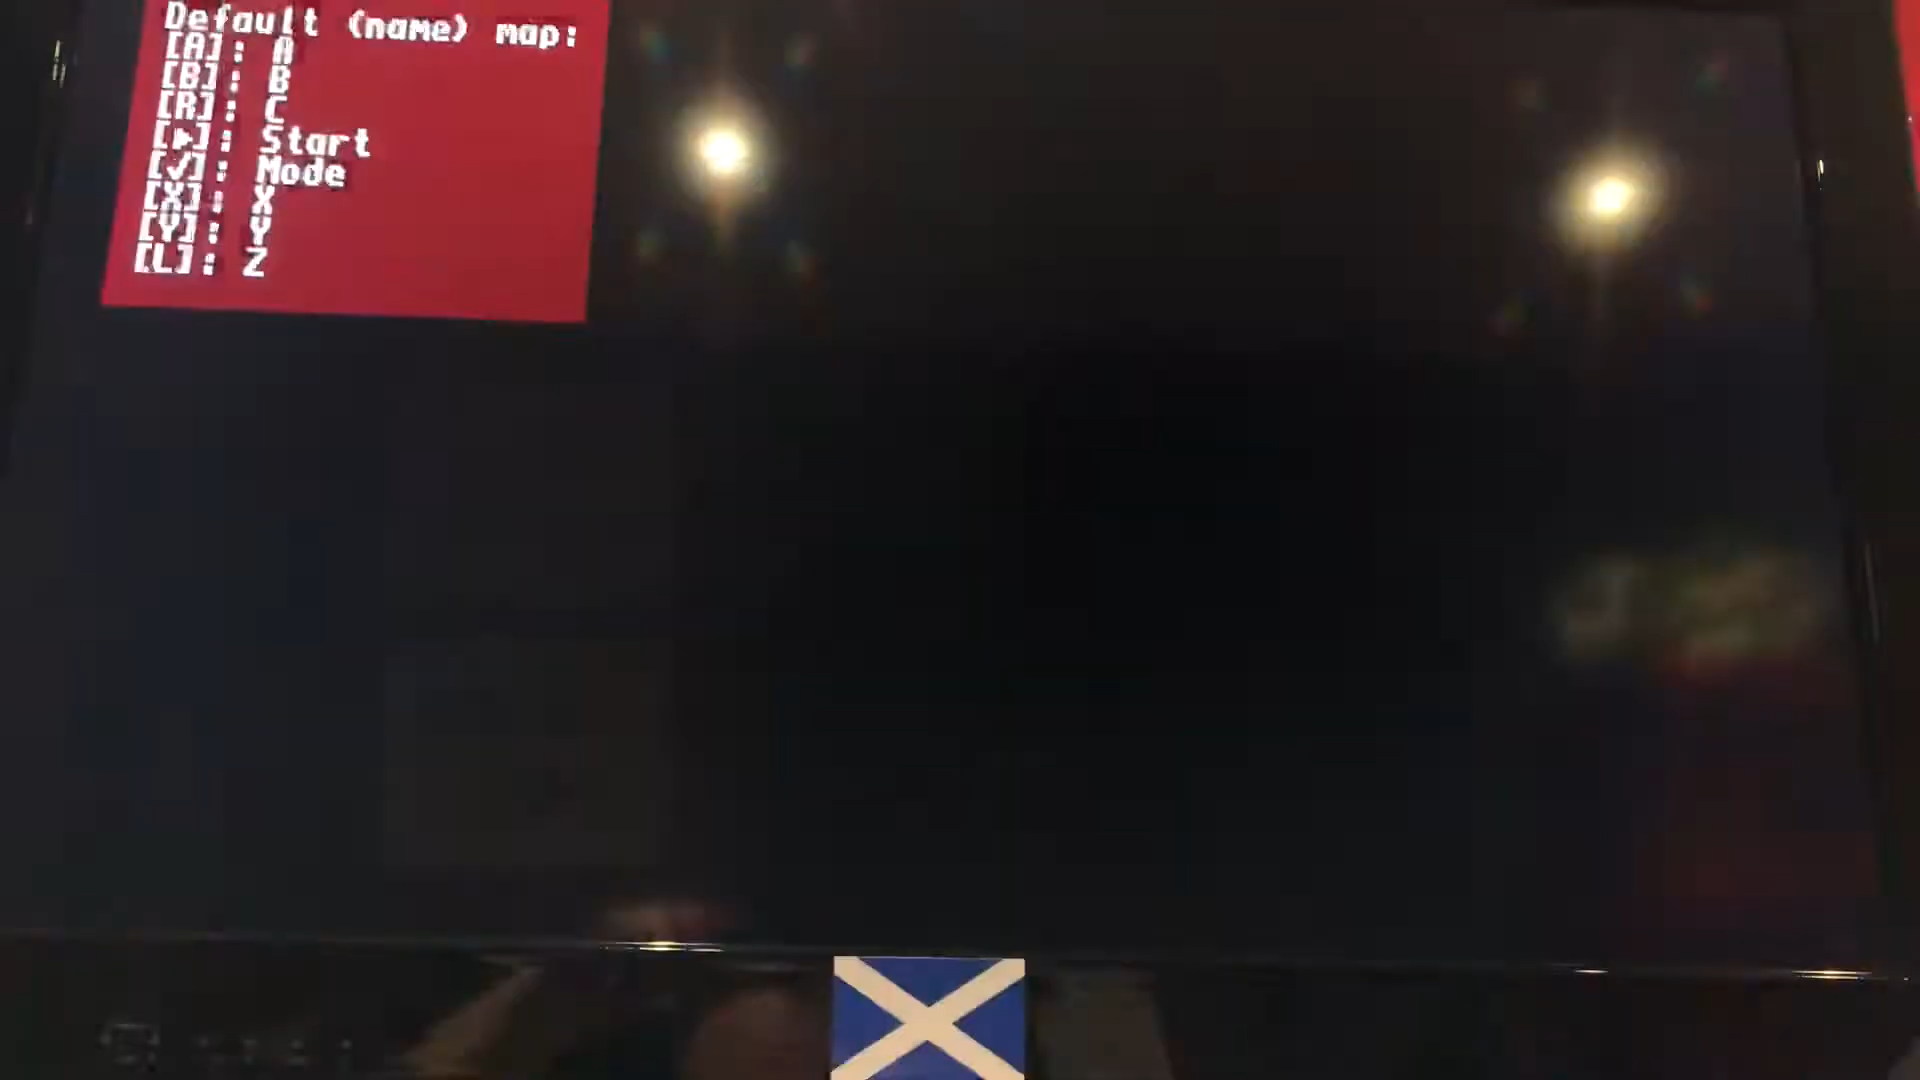 Default (name) map:
[A]: A
[B]: B
[R]: C
[▶]: Start
[√]: Mode
[X]: X
[Y]: Y
[L]: Z